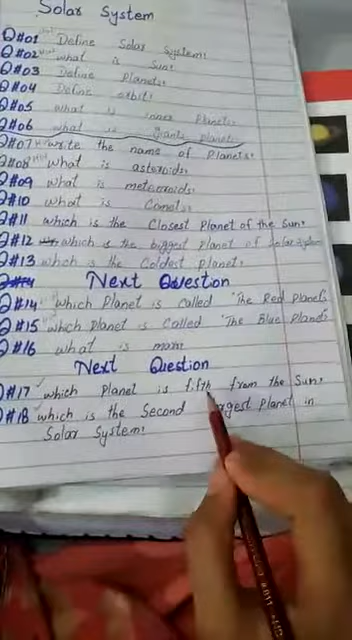 Solar System
Q#01 Define Solar System:
Q#02 what is Sun:
Q#03 Define Planets:
Q#04 Define orbit:
Q#05 what is inner Planets:
Q#06 what is Giants planets:
Q#07 write the name of Planets:
Q#08 what is asteroids:
Q#09 what is meteoroids:
Q#10 what is Comets:
Q#11 which is the Closest Planet of the Sun:
Q#12 which is the biggest Planet of Solar System
Q#13 which is the Coldest Planet:
Next Question
Q#14 which Planet is called "The Red Planet"
Q#15 which Planet is Called "The Blue Planet"
Q#16 what is moon
Next Question
Q#17 which Planet is fifth from the Sun:
Q#18 which is the Second largest Planet in
Solar System: